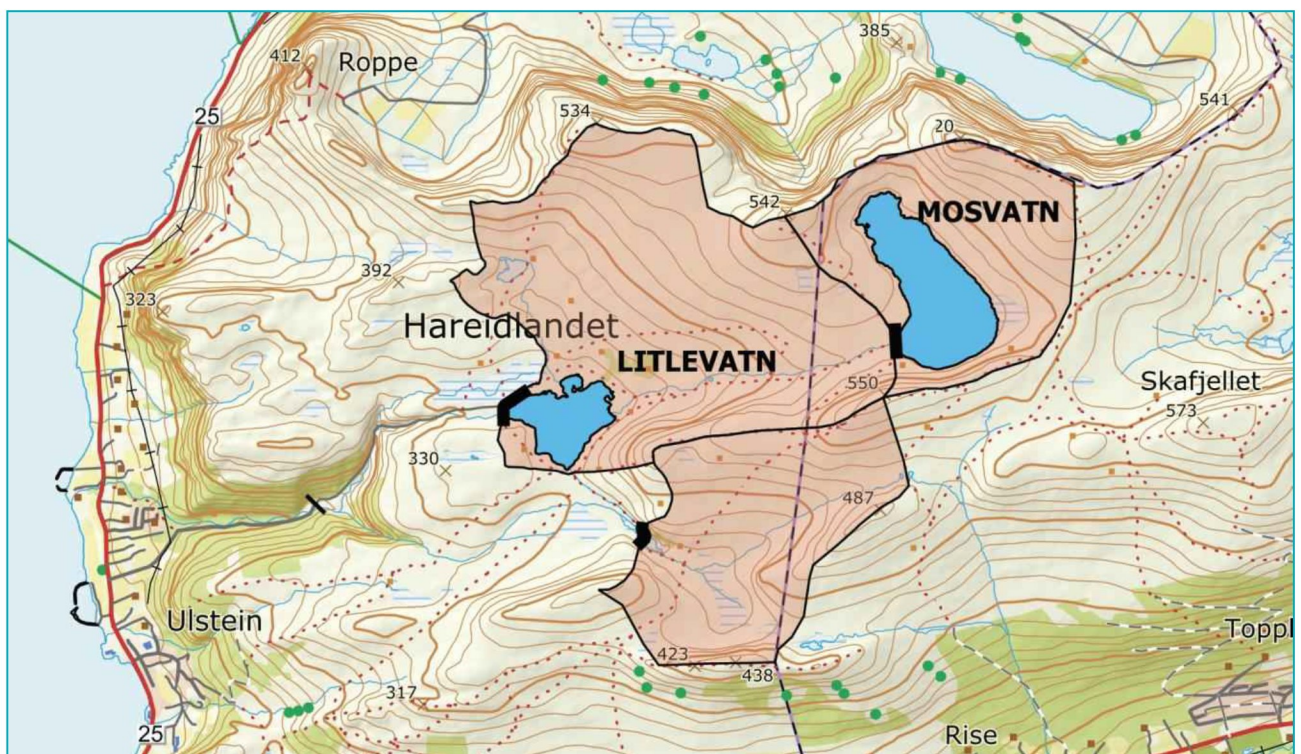 385
412
Roppe
541
534
25
20
542
MOSVATN
392
323
Hareidlandet
LITLEVATN
550
Skafjellet
573
330
487
Ulstein
Toppl
423
438
317
25
Rise